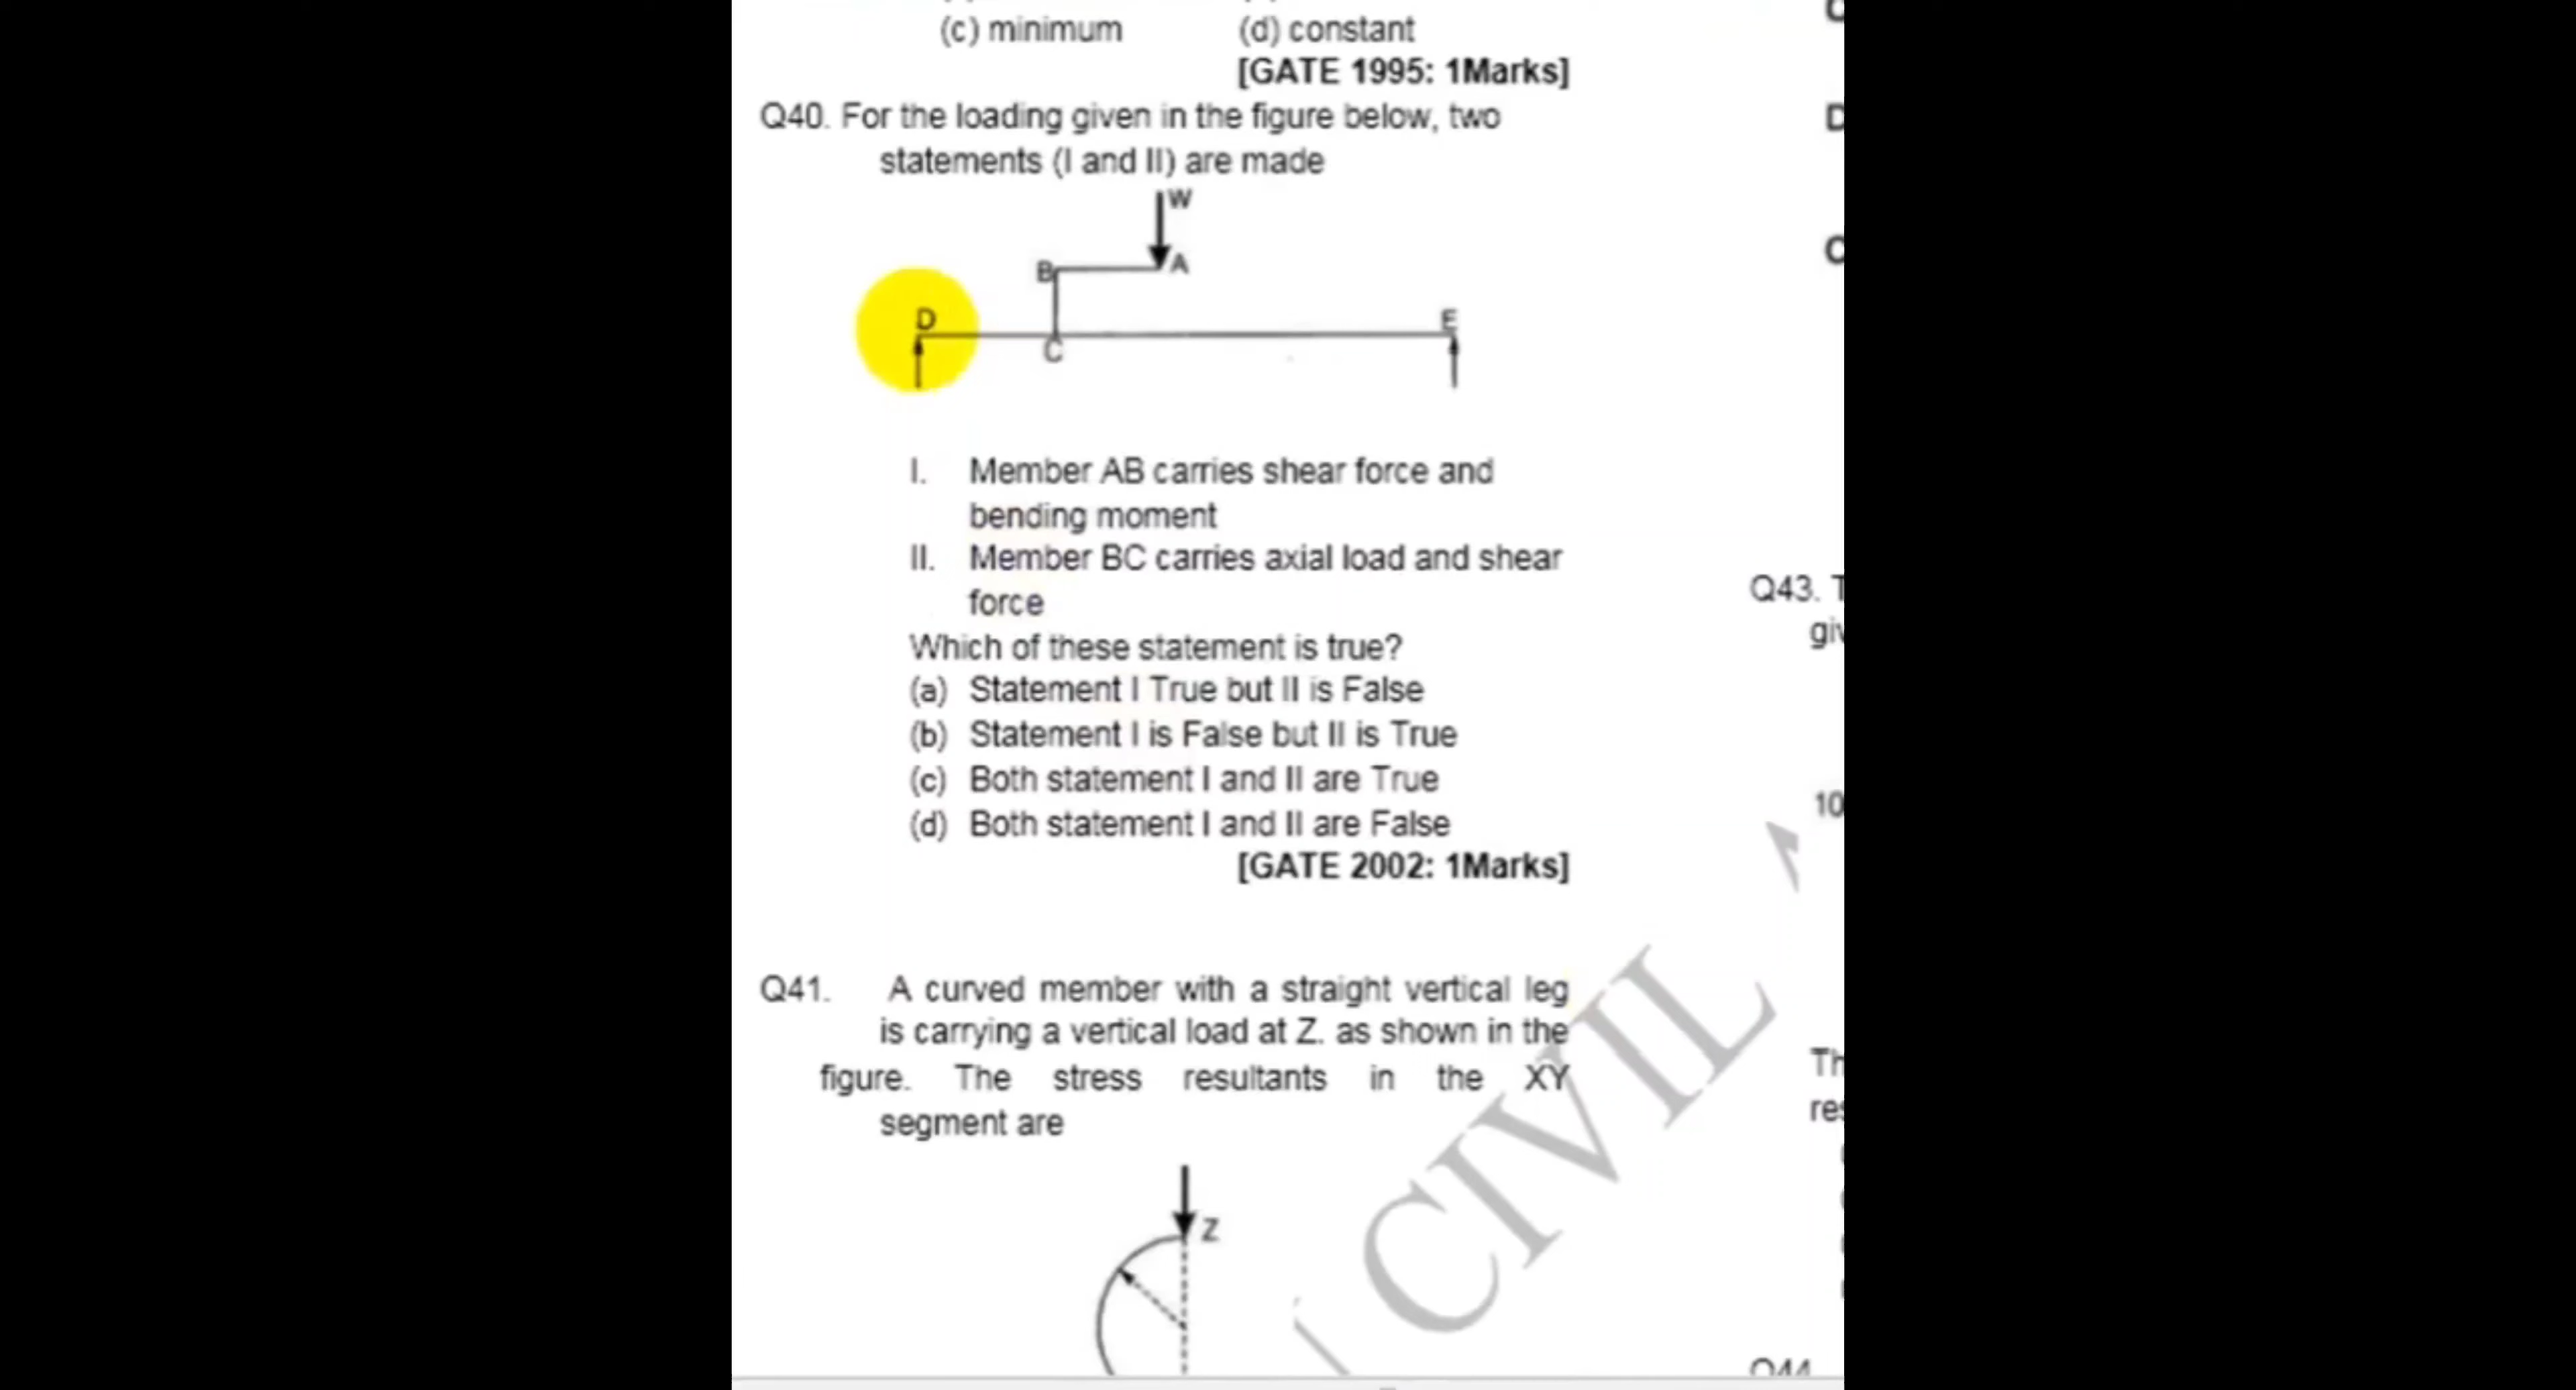 (c) minimum (d) constant
[GATE 1995: 1Marks]
Q40. For the loading given in the figure below, two
statements (I and II) are made
W
B
A
D
E
C
I. Member AB carries shear force and
bending moment
II. Member BC carries axial load and shear
force
Which of these statement is true?
(a) Statement I True but II is False
(b) Statement I is False but II is True
(c) Both statement I and II are True
(d) Both statement I and II are False
[GATE 2002: 1Marks]
Q41. A curved member with a straight vertical leg
is carrying a vertical load at Z. as shown in the
figure. The stress resultants in the XY
segment are
Z
CIVIL
Q43.
10